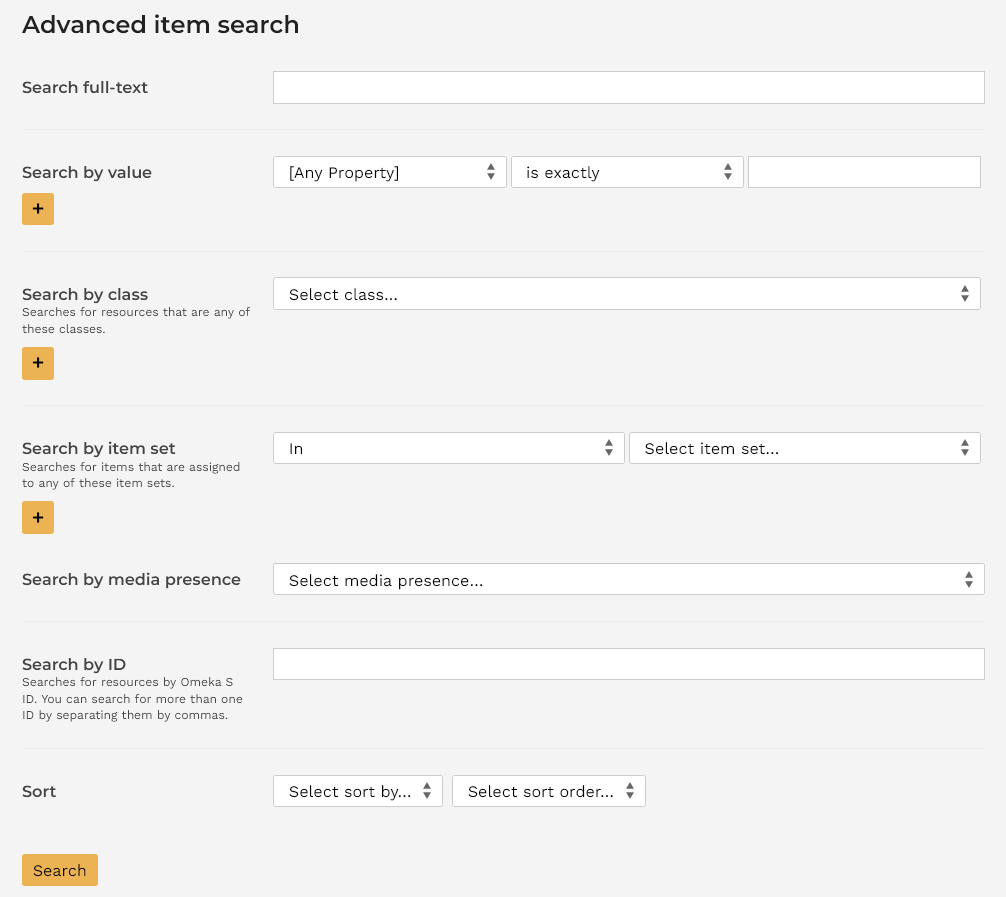 Advanced item search
Search full-text
Search by value
[Any Property]
is exactly
+
Search by class
Searches for resources that are any of
these classes.
Select class...
+
Search by item set
Searches for items that are assigned
to any of these item sets.
In
Select item set...
+
Search by media presence
Select media presence...
Search by ID
Searches for resources by Omeka S
ID. You can search for more than one
ID by separating them by commas.
Sort
Select sort by...
Select sort order...
Search